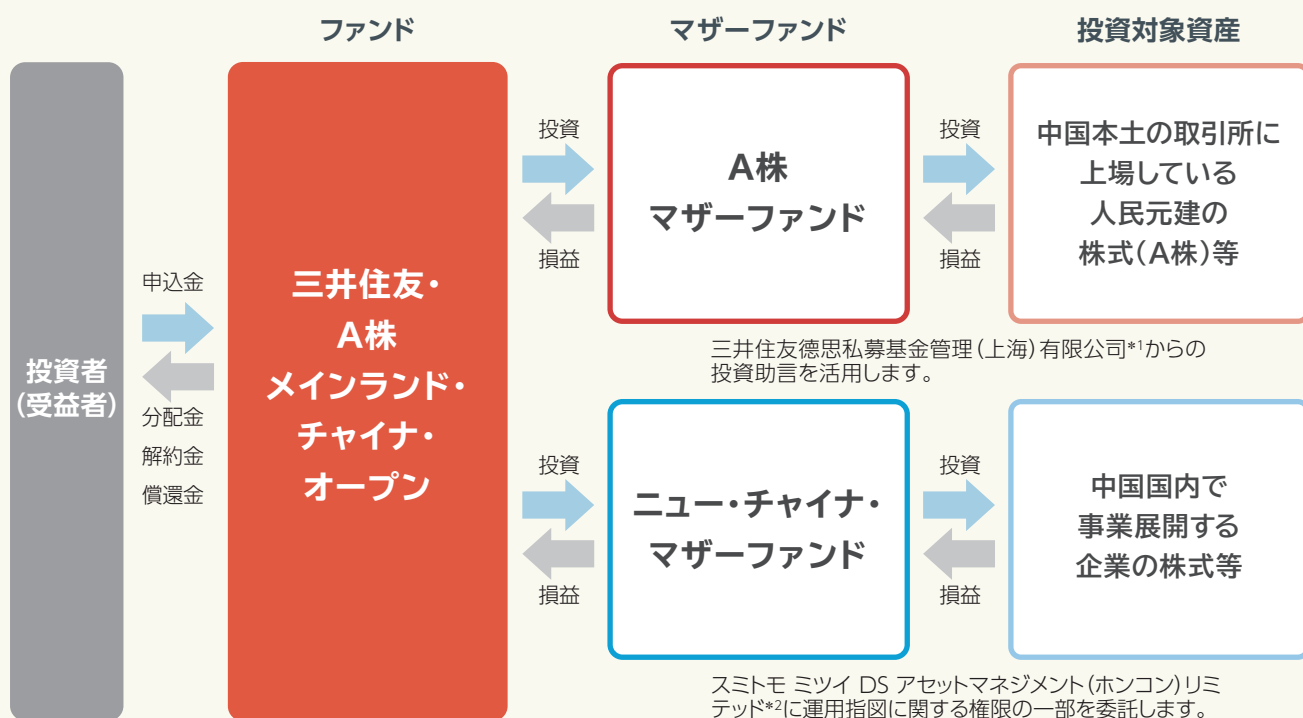 ファンド
マザーファンド
投資対象資産
投資者
(受益者)
申込金
分配金
解約金
償還金
三井住友・
A株
メインランド・
チャイナ・
オープン
投資
損益
A株
マザーファンド
投資
損益
中国本土の取引所に
上場している
人民元建の
株式(A株)等
三井住友徳思私募基金管理(上海)有限公司*1からの
投資助言を活用します。
投資
損益
ニュー・チャイナ・
マザーファンド
投資
損益
中国国内で
事業展開する
企業の株式等
スミトモ ミツイ DS アセットマネジメント(ホンコン)リミ
テッド*2に運用指図に関する権限の一部を委託します。